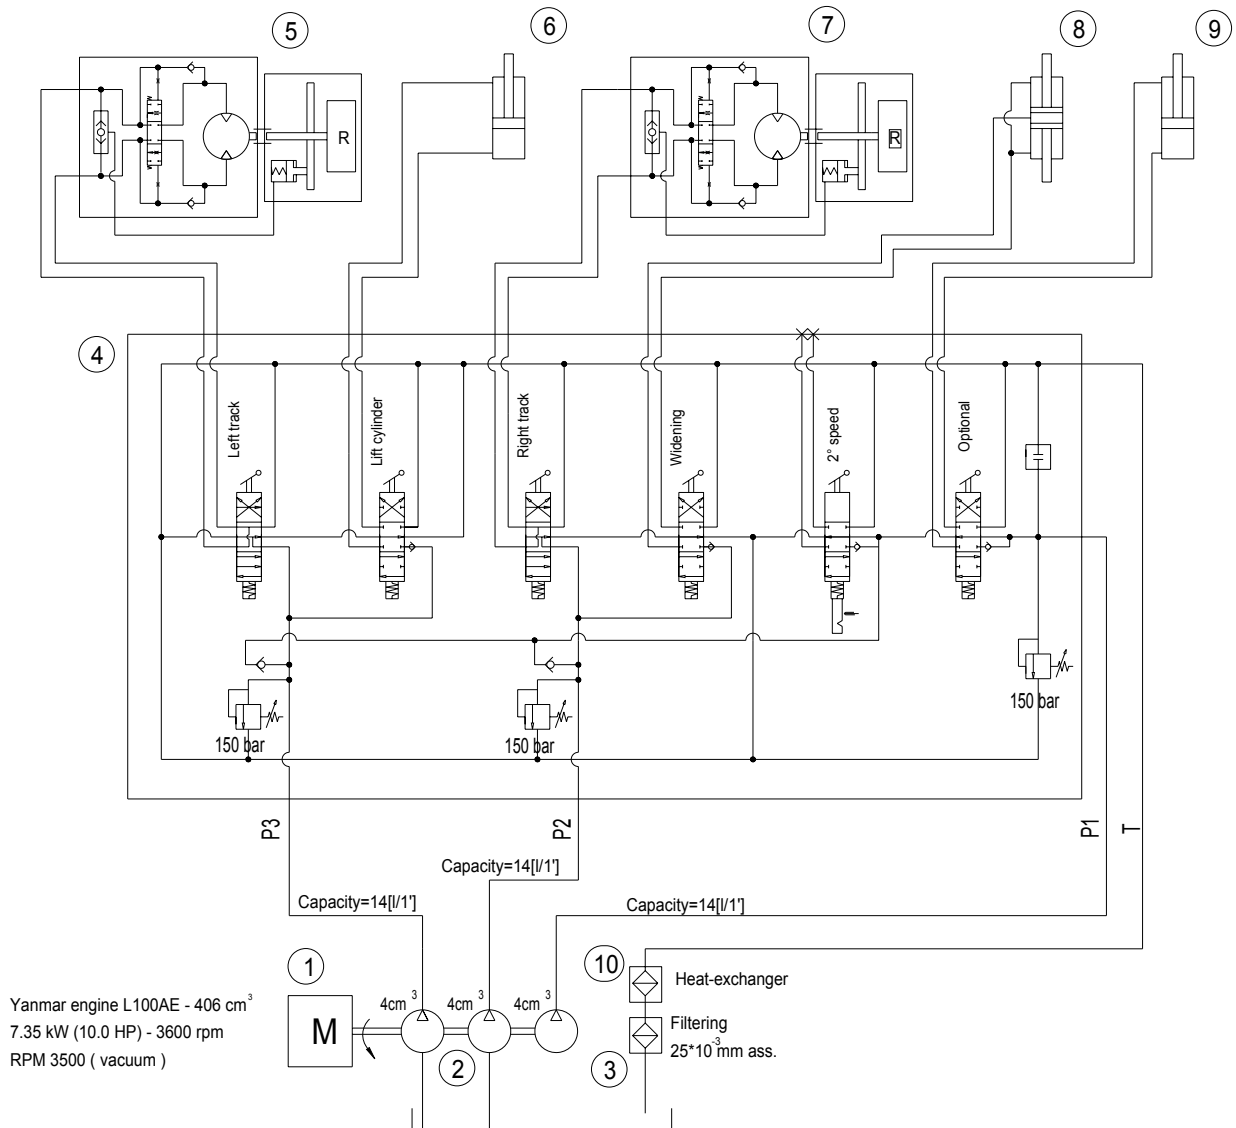 5
6
7
8
9
R
R
4
Left track
Lift cylinder
Right track
Widening
2° speed
Optional
150 bar
150 bar
150 bar
P3
P2
P1
T
Capacity=14[l/1']
Capacity=14[l/1']
Capacity=14[l/1']
1
10
Heat-exchanger
Yanmar engine L100AE - 406 cm³
7.35 kW (10.0 HP) - 3600 rpm
RPM 3500 ( vacuum )
M
4cm³
4cm³
4cm³
2
3
Filtering
25*10⁻³mm ass.